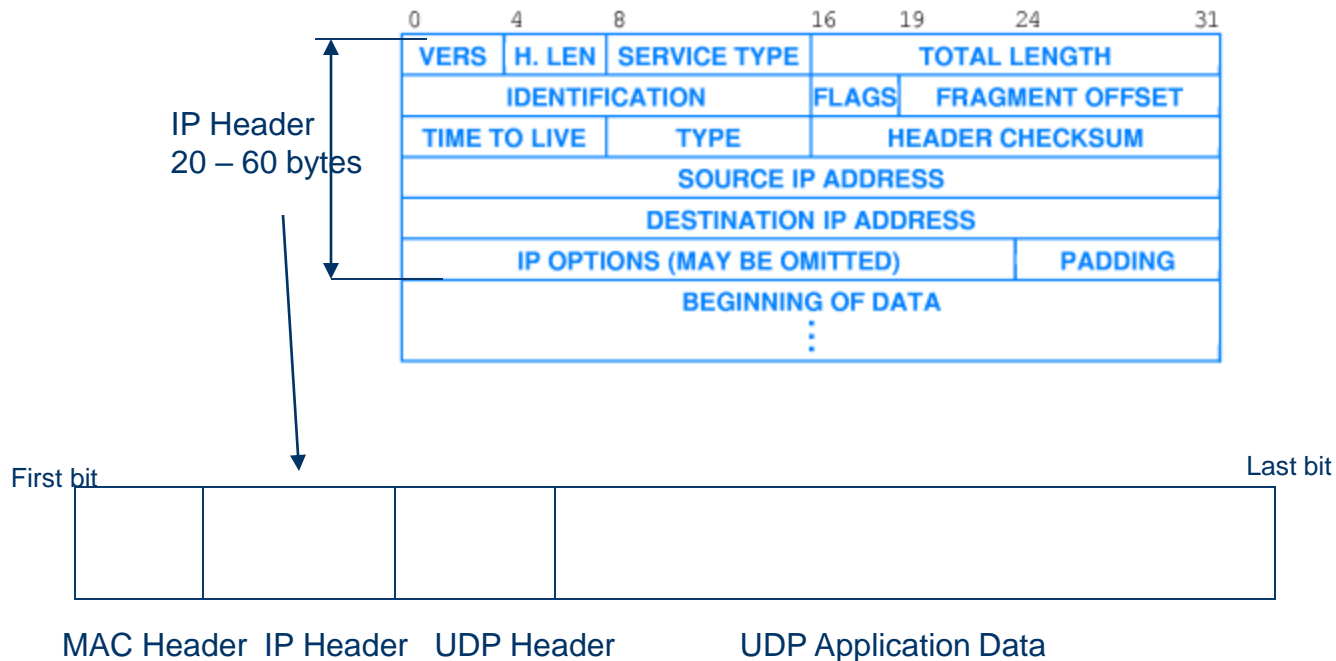 0 4 8 16 19 24 31
VERS H. LEN SERVICE TYPE TOTAL LENGTH
IDENTIFICATION FLAGS FRAGMENT OFFSET
TIME TO LIVE TYPE HEADER CHECKSUM
SOURCE IP ADDRESS
DESTINATION IP ADDRESS
IP OPTIONS (MAY BE OMITTED) PADDING
BEGINNING OF DATA
IP Header
20 – 60 bytes
First bit
Last bit
MAC Header IP Header UDP Header UDP Application Data